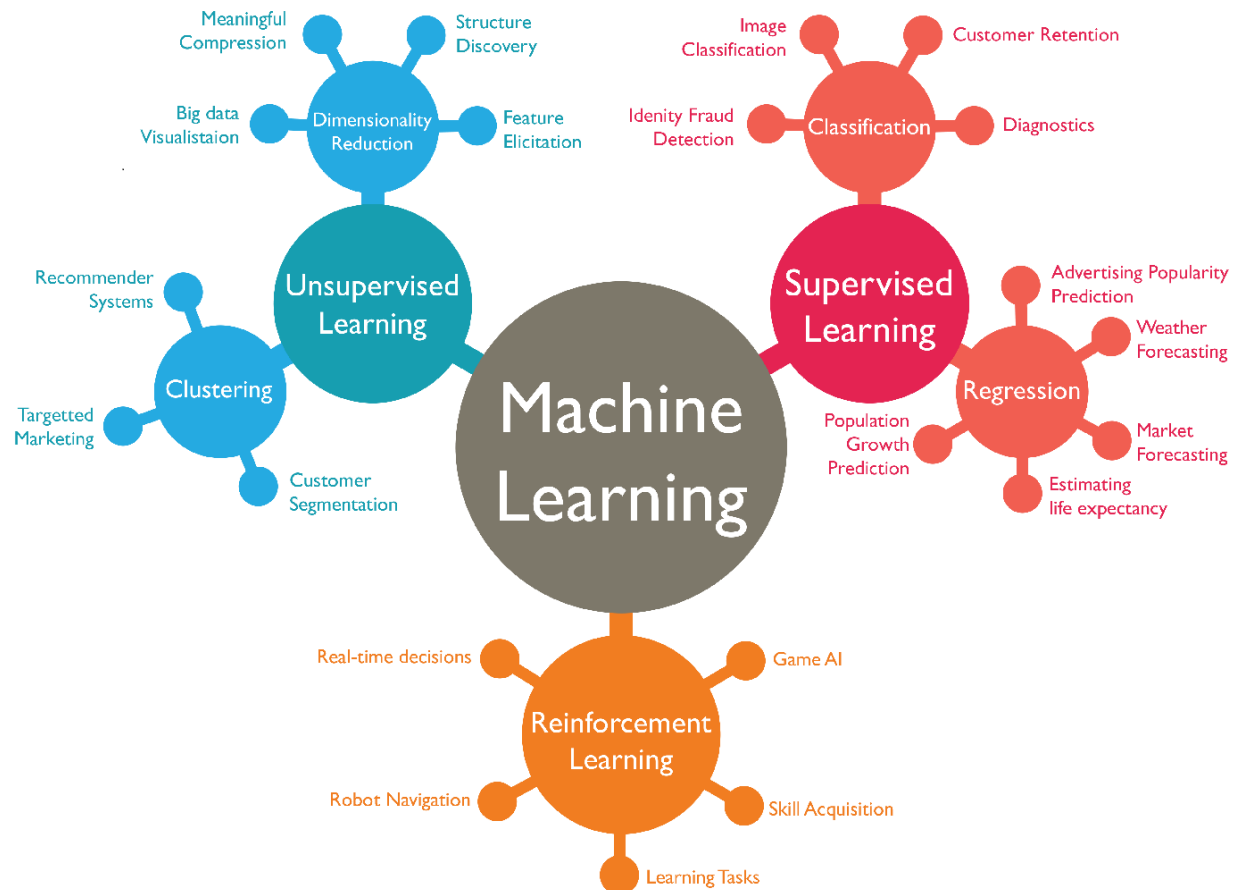 Meaningful
Compression
Structure
Discovery
Big data
Visualistaion
Dimensionality
Reduction
Feature
Elicitation
Unsupervised
Learning
Recommender
Systems
Clustering
Targetted
Marketing
Customer
Segmentation
Machine
Learning
Image
Classification
Customer Retention
Idenity Fraud
Detection
Classification
Diagnostics
Supervised
Learning
Advertising Popularity
Prediction
Weather
Forecasting
Regression
Population
Growth
Prediction
Market
Forecasting
Estimating
life expectancy
Real-time decisions
Game AI
Reinforcement
Learning
Robot Navigation
Skill Acquisition
Learning Tasks